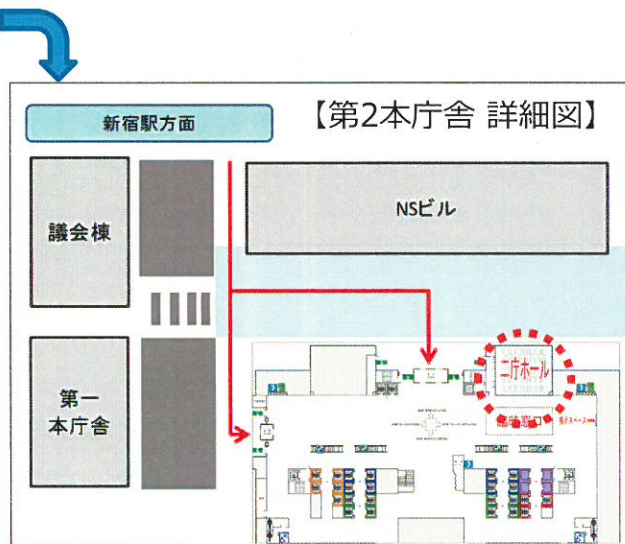 【第2本庁舎 詳細図】
新宿駅方面
議会棟
NSビル
第一
本庁舎
二庁ホール